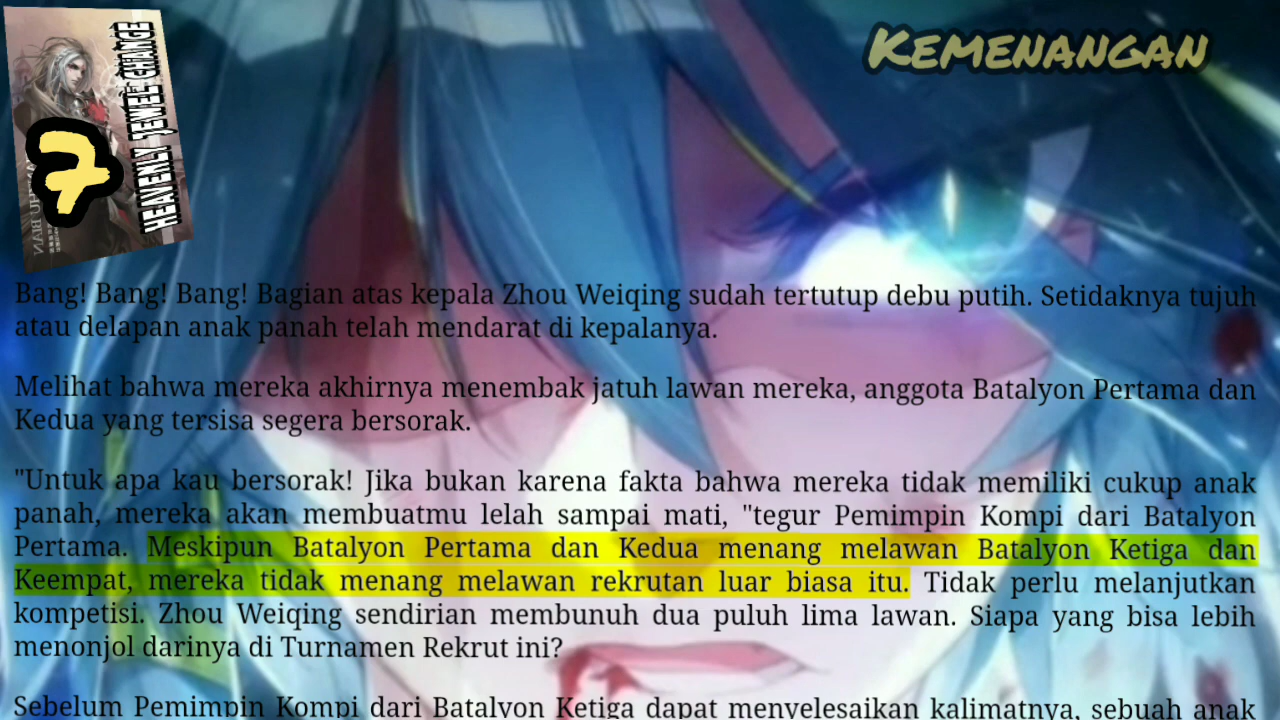 Kemenangan
HEAVENLY JEWEL CHANGE
7
Bang! Bang! Bang! Bagian atas kepala Zhou Weiqing sudah tertutup debu putih. Setidaknya tujuh
atau delapan anak panah telah mendarat di kepalanya.
Melihat bahwa mereka akhirnya menembak jatuh lawan mereka, anggota Batalyon Pertama dan
Kedua yang tersisa segera bersorak.
"Untuk apa kau bersorak! Jika bukan karena fakta bahwa mereka tidak memiliki cukup anak
panah, mereka akan membuatmu lelah sampai mati, "tegur Pemimpin Kompi dari Batalyon
Pertama. Meskipun Batalyon Pertama dan Kedua menang melawan Batalyon Ketiga dan
Keempat, mereka tidak menang melawan rekrutan luar biasa itu. Tidak perlu melanjutkan
kompetisi. Zhou Weiqing sendirian membunuh dua puluh lima lawan. Siapa yang bisa lebih
menonjol darinya di Turnamen Rekrut ini?
Sebelum Pemimpin Kompi dari Batalyon Ketiga dapat menyelesaikan kalimatnya, sebuah anak